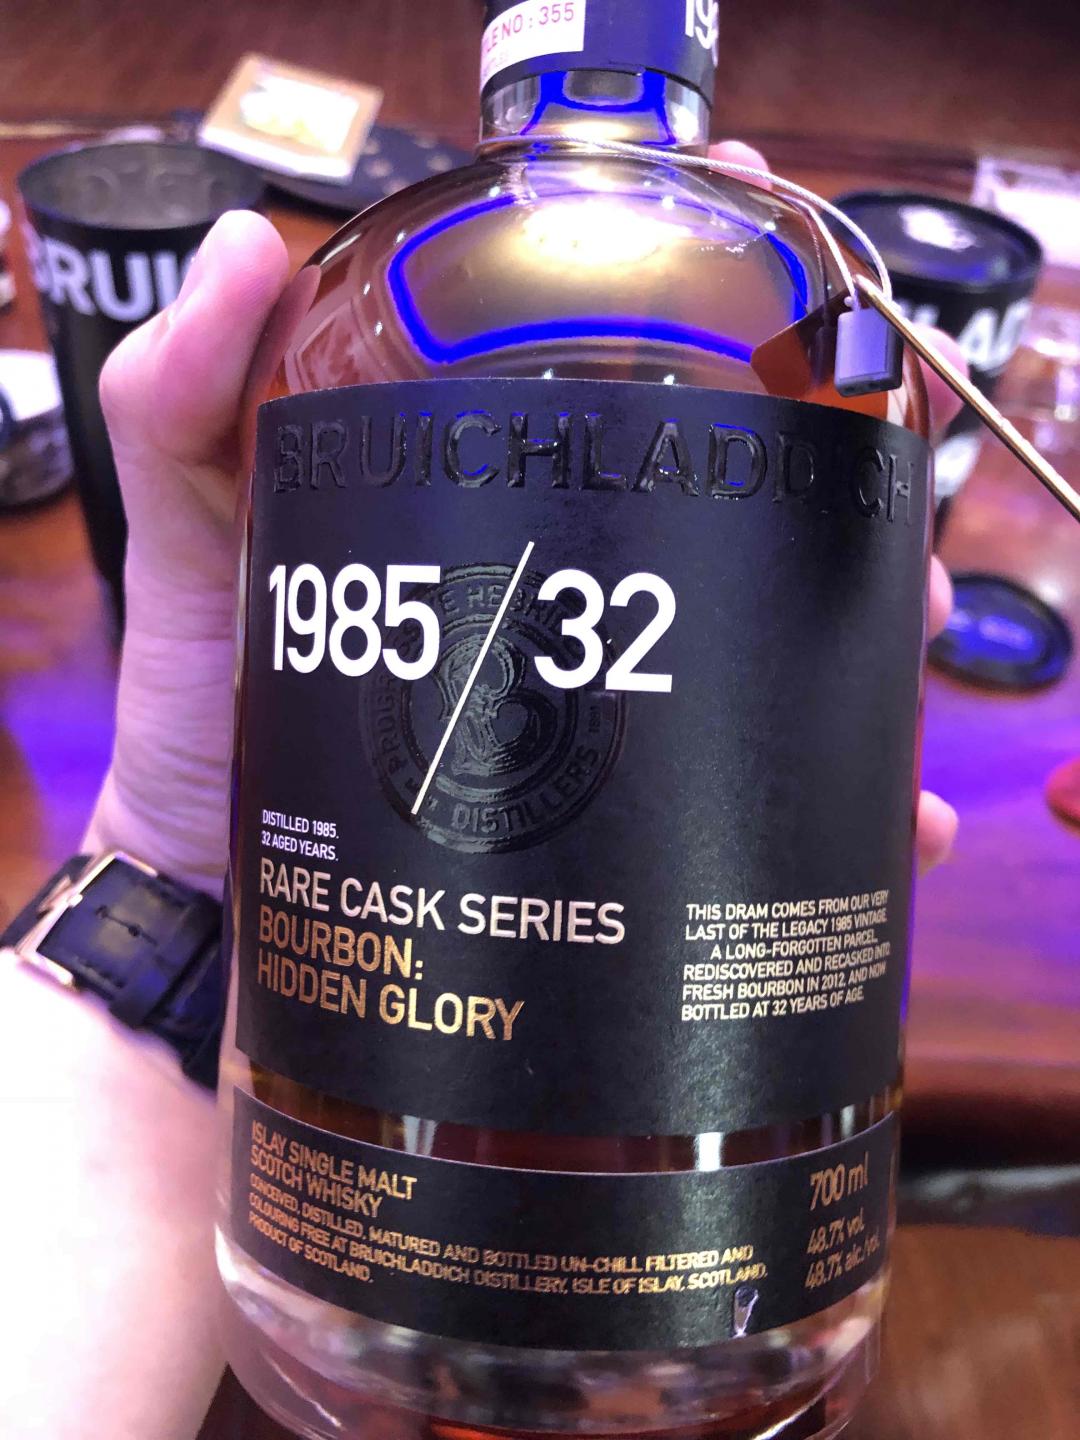 NO : 355
BRUI
BRUICHLADDICH
1985/32
DISTILLERS
DISTILLED 1985.
32 AGED YEARS.
RARE CASK SERIES
BOURBON:
HIDDEN GLORY
THIS DRAM COMES FROM OUR VERY
LAST OF THE LEGACY 1985 VINTAGE.
A LONG-FORGOTTEN PARCEL
REDISCOVERED AND RECASKED INTO
FRESH BOURBON IN 2012, AND NOW
BOTTLED AT 32 YEARS OF AGE.
ISLAY SINGLE MALT
SCOTCH WHISKY
CONCEIVED, DISTILLED, MATURED AND BOTTLED UN-CHILL FILTERED AND
COLOURING FREE AT BRUICHLADDICH DISTILLERY, ISLE OF ISLAY, SCOTLAND.
PRODUCT OF SCOTLAND.
700 ml
48.7% vol.
48.7% alc./vol.